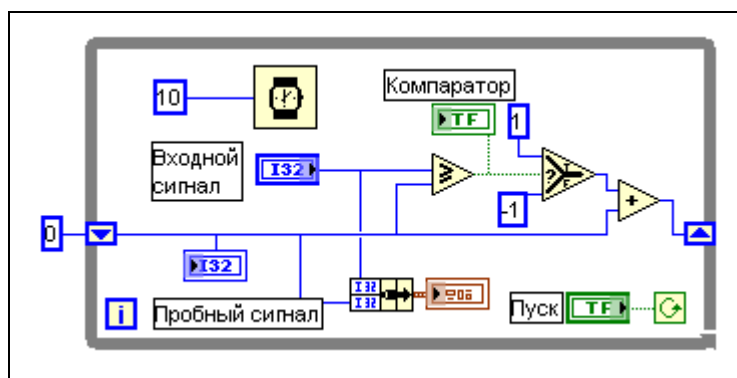 Компаратор
10
TF
1
Входной
сигнал
I32
?
T
F
≥
-1
+
0
I32
I32
I32
i
Пробный сигнал
Пуск
TF